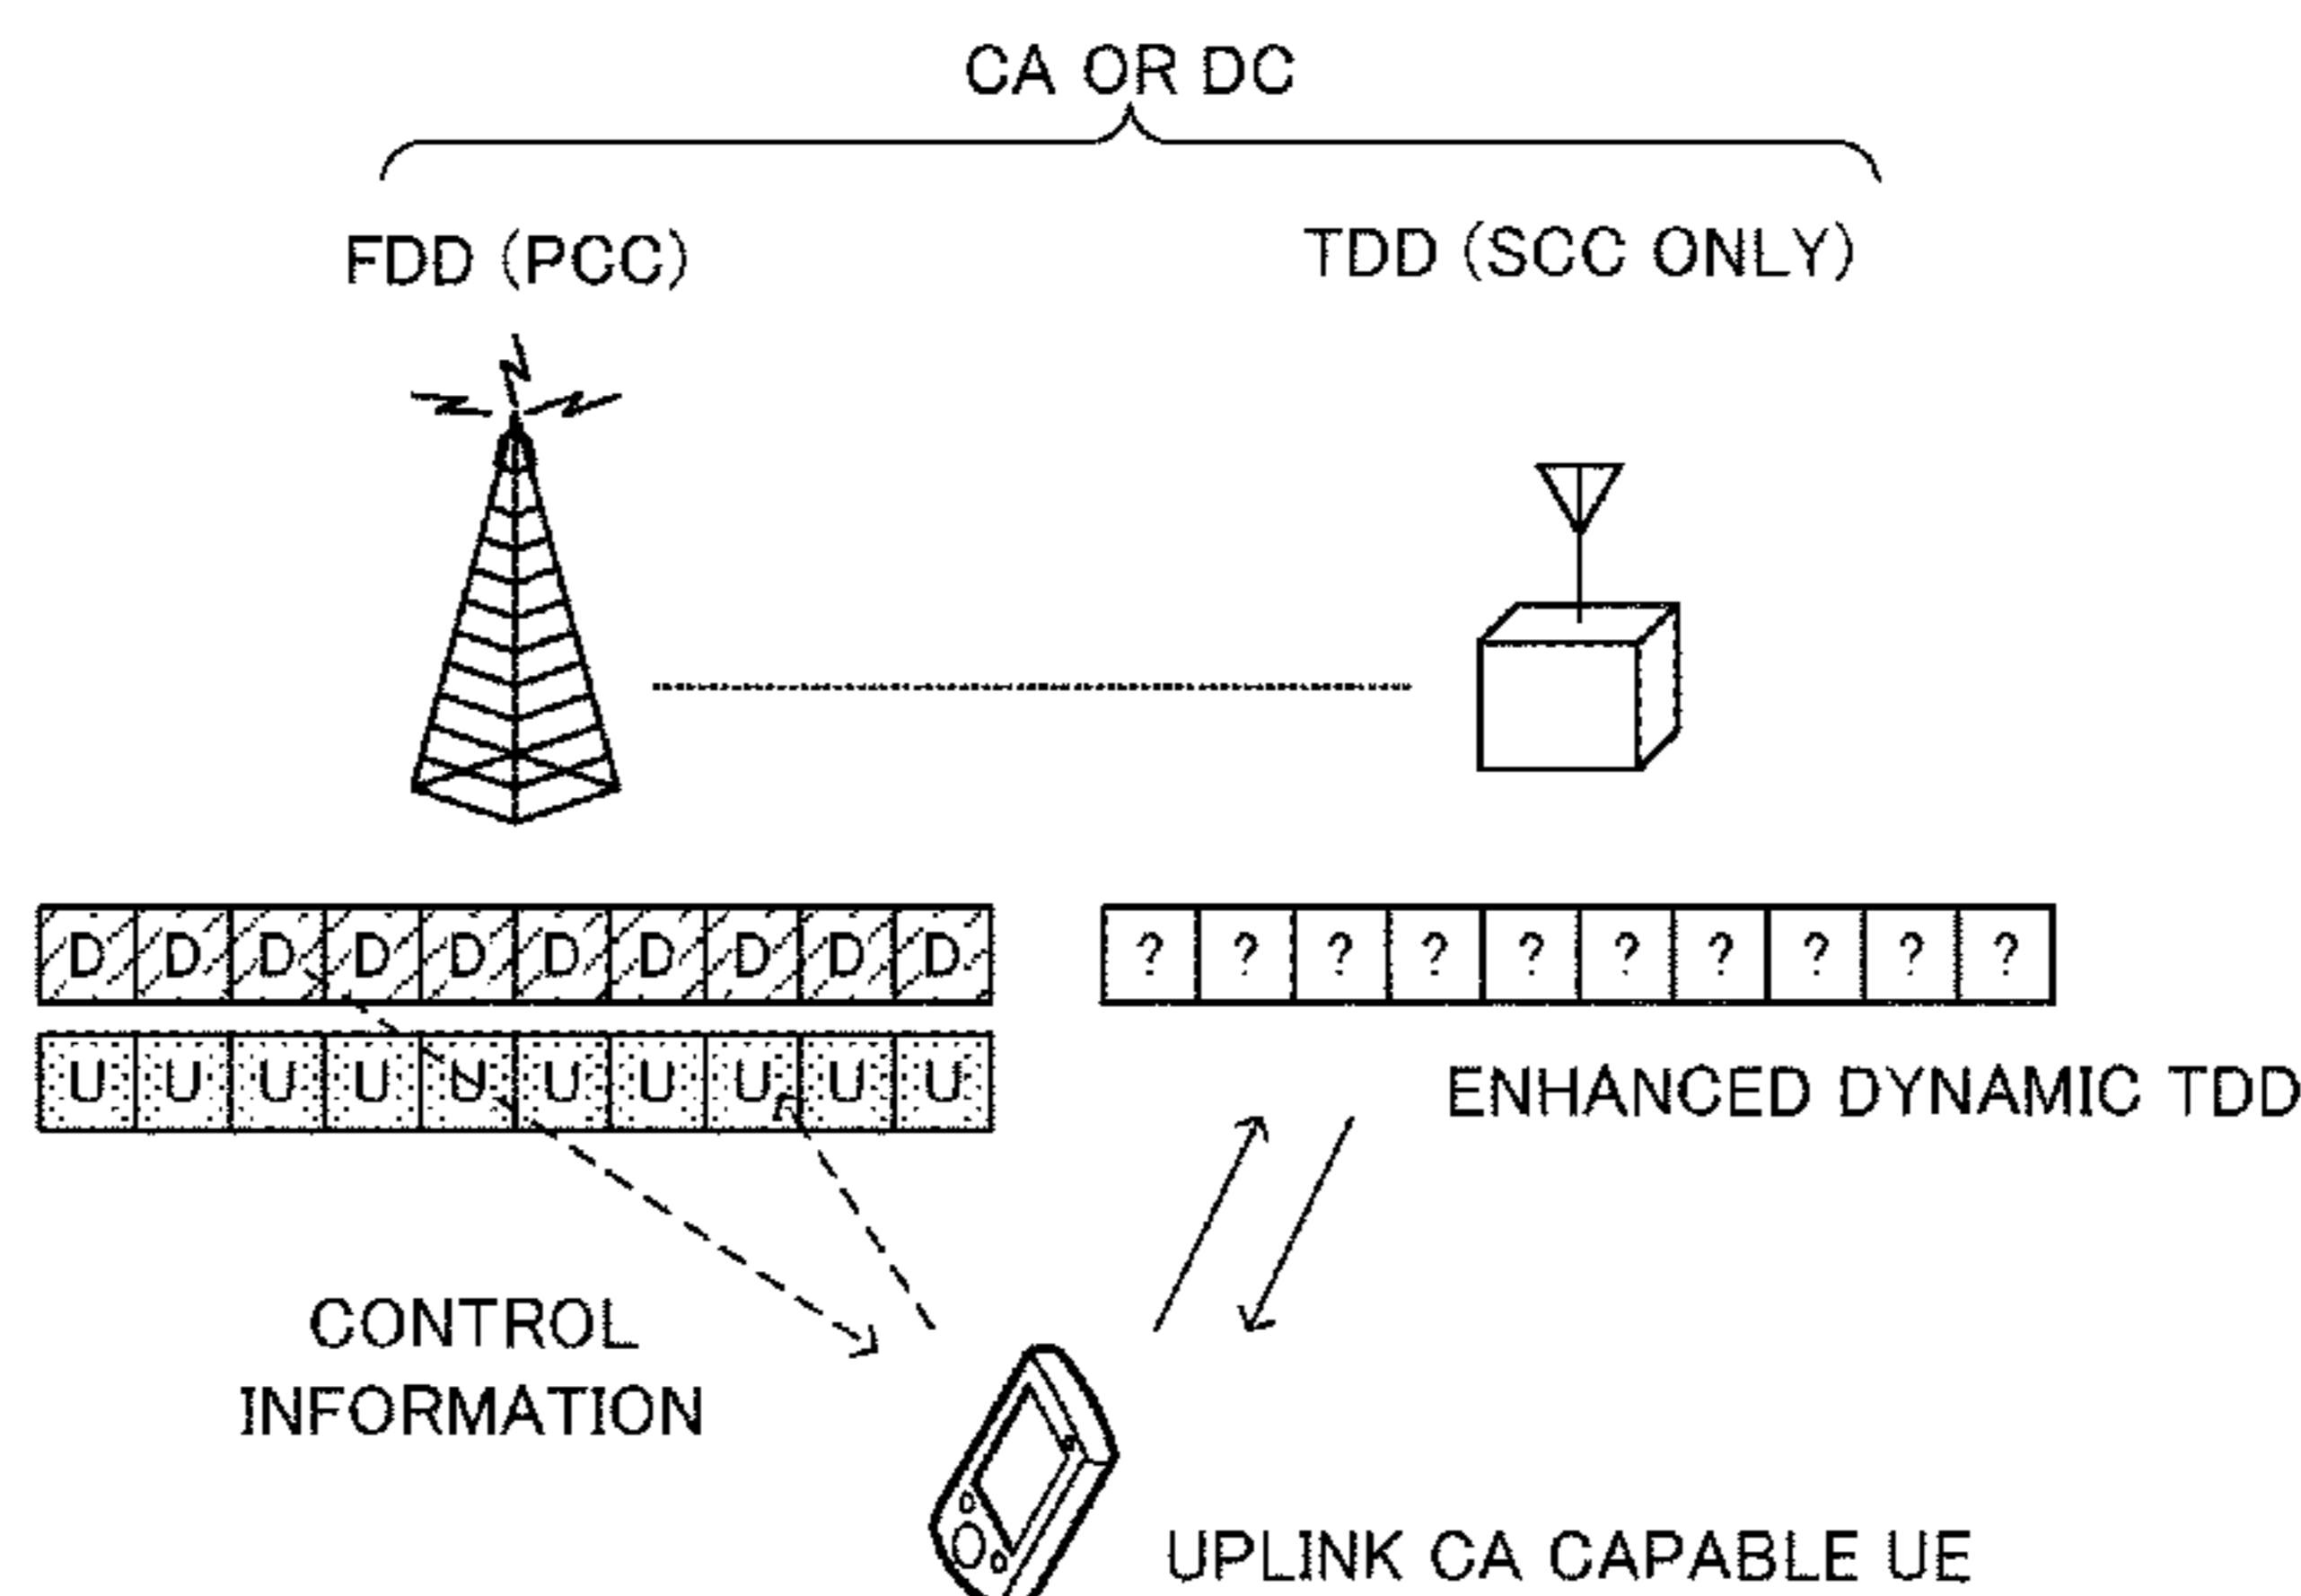 CA OR DC
FDD (PCC)
TDD (SCC ONLY)
D D D D D D D D D D
? ? ? ? ? ? ? ? ? ?
U U U U U U U U U U
ENHANCED DYNAMIC TDD
CONTROL
INFORMATION
UPLINK CA CAPABLE UE